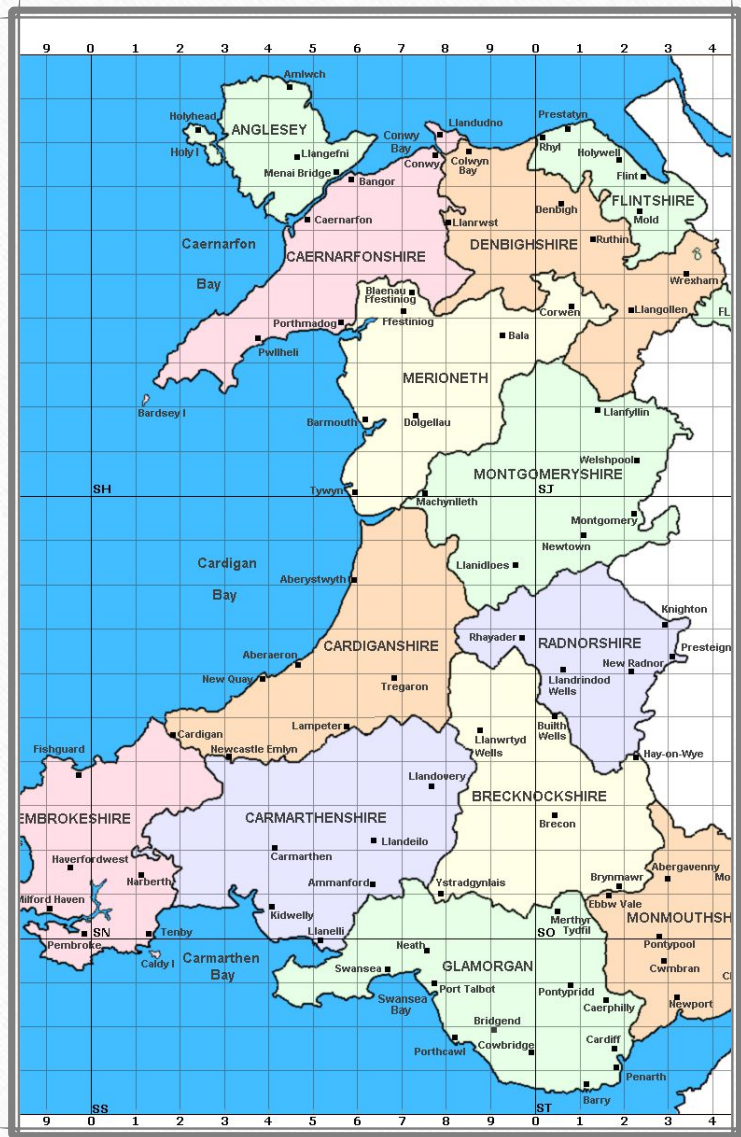 9 0 1 2 3 4 5 6 7 8 9 0 1 2 3 4
Amlwch
Holyhead
ANGLESEY
Holy I
Llangefni
Menai Bridge
Bangor
Conwy
Bay
Llandudno
Conwy
Colwyn
Bay
Prestatyn
Rhyl
Holywell
Flint
FLINTSHIRE
Mold
Caernarfon
Caernarfon
Bay
CAERNARFONSHIRE
Llanrwst
Denbigh
DENBIGHSHIRE
Ruthin
Wrexham
Blaenau
Ffestiniog
Ffestiniog
Corwen
Llangollen
FL
Porthmadog
Pwllheli
Bala
MERIONETH
Bardsey I
Barmouth
Dolgellau
Llanfyllin
Welshpool
MONTGOMERYSHIRE
SH
Tywyn
Machynlleth
SJ
Montgomery
Newtown
Llanidloes
Cardigan
Bay
Aberystwyth
Knighton
Rhayader
RADNORSHIRE
CARDIGANSHIRE
Presteign
Aberaeron
New Radnor
Llandrindod
Wells
New Quay
Tregaron
Lampeter
Builth
Wells
Cardigan
Llanwrtyd
Wells
Newcastle Emlyn
Fishguard
Hay-on-Wye
Llandovery
BRECKNOCKSHIRE
EMBROKESHIRE
CARMARTHENSHIRE
Brecon
Llandeilo
Carmarthen
Haverfordwest
Narberth
Ammanford
Ystradgynlais
Brynmawr
Abergavenny
Mo
Ebbw Vale
Milford Haven
Kidwelly
Merthyr
Tydfil
MONMOUTHSH
SN
Pembroke
Tenby
Llanelli
SO
Pontypool
Caldy I
Carmarthen
Bay
Neath
Cwmbran
Swansea
GLAMORGAN
Port Talbot
Pontypridd
Swansea
Bay
Caerphilly
Newport
Bridgend
Porthcawl
Cowbridge
Cardiff
Penarth
Barry
SS
ST
9 0 1 2 3 4 5 6 7 8 9 0 1 2 3 4